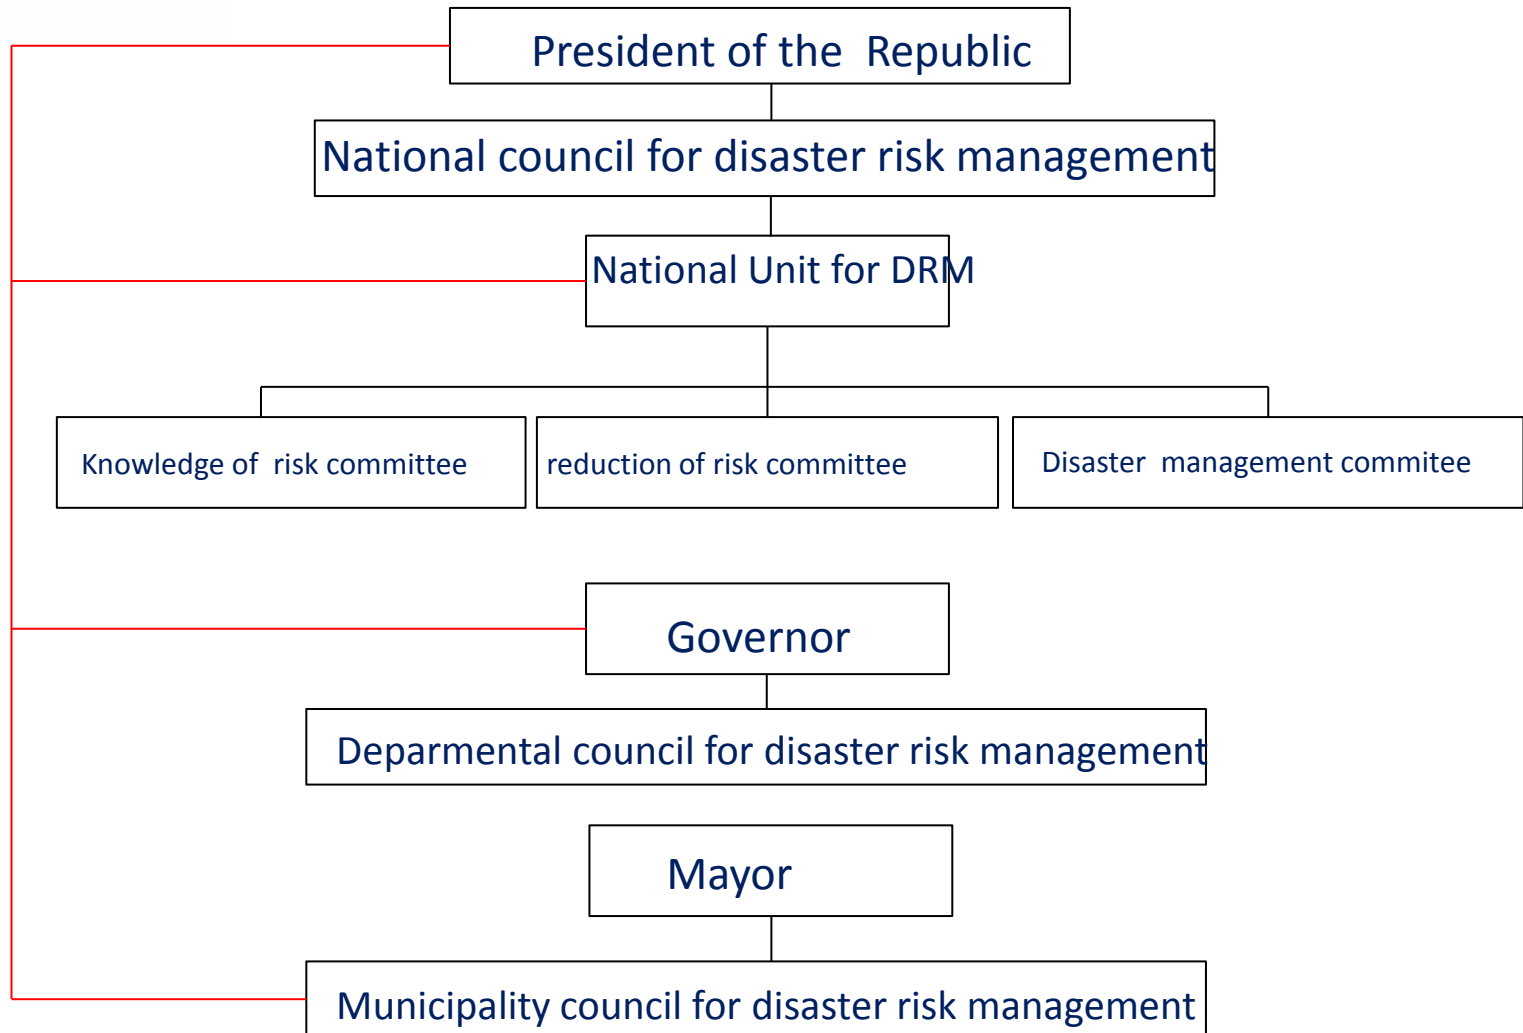 President of the Republic
National council for disaster risk management
National Unit for DRM
Knowledge of risk committee
reduction of risk committee
Disaster management commitee
Governor
Deparmental council for disaster risk management
Mayor
Municipality council for disaster risk management